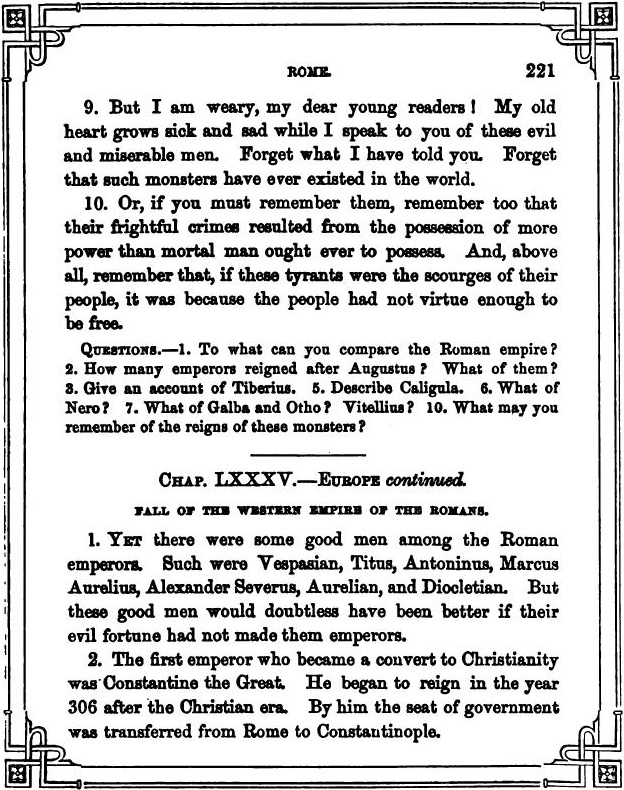 ROME.
221
9. But I am weary, my dear young readers! My old
heart grows sick and sad while I speak to you of these evil
and miserable men. Forget what I have told you. Forget
that such monsters have ever existed in the world.
10. Or, if you must remember them, remember too that
their frightful crimes resulted from the possession of more
power than mortal man ought ever to possess. And, above
all, remember that, if these tyrants were the scourges of their
people, it was because the people had not virtue enough to
be free.
QUESTIONS.—1. To what can you compare the Roman empire?
2. How many emperors reigned after Augustus? What of them?
3. Give an account of Tiberius. 5. Describe Caligula. 6. What of
Nero? 7. What of Galba and Otho? Vitellius? 10. What may you
remember of the reigns of these monsters?
CHAP. LXXXV.—EUROPE continued.
FALL OF THE WESTERN EMPIRE OF THE ROMANS.
1. YET there were some good men among the Roman
emperors. Such were Vespasian, Titus, Antoninus, Marcus
Aurelius, Alexander Severus, Aurelian, and Diocletian. But
these good men would doubtless have been better if their
evil fortune had not made them emperors.
2. The first emperor who became a convert to Christianity
was Constantine the Great. He began to reign in the year
306 after the Christian era. By him the seat of government
was transferred from Rome to Constantinople.